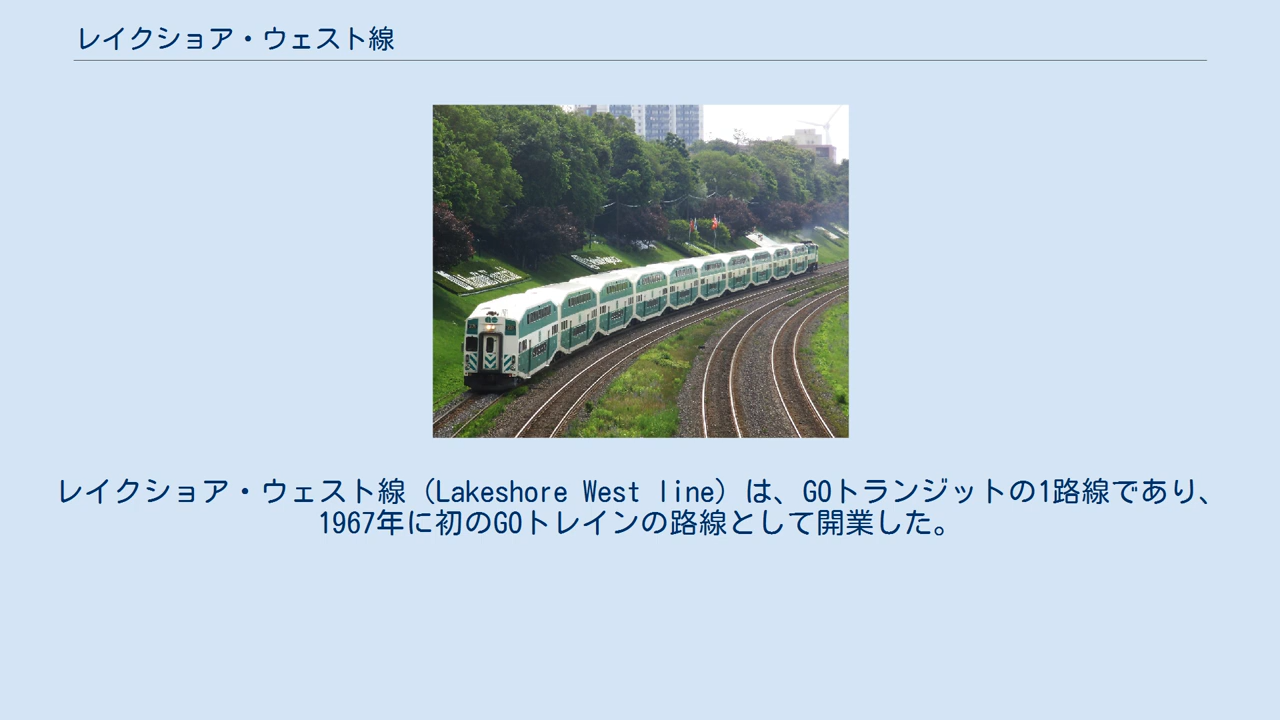 レイクショア・ウェスト線
レイクショア・ウェスト線（Lakeshore West line）は、GOトランジットの1路線であり、
1967年に初のGOトレインの路線として開業した。